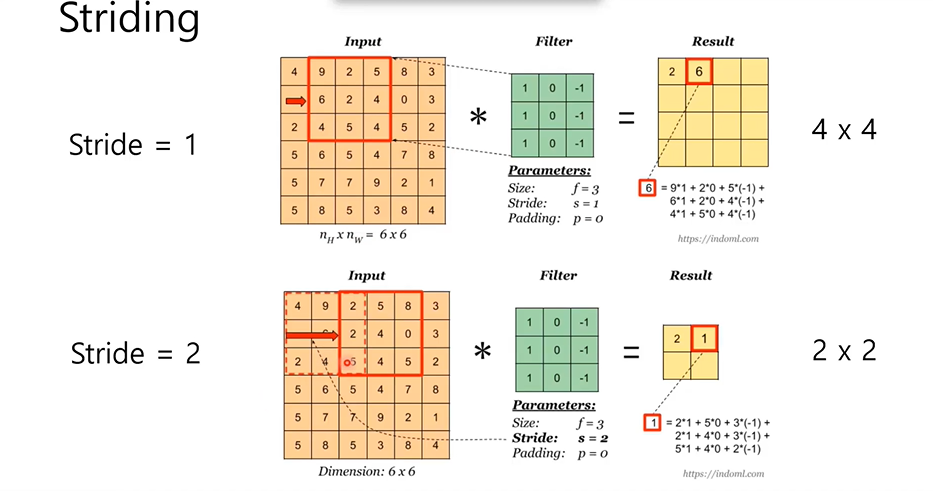 Striding
Input Filter Result
4 9 2 5 8 3
6 2 4 0 3
2 4 5 4 5 2
5 6 5 4 7 8
5 7 7 9 2 1
5 8 5 3 8 4
n_H x n_W = 6 x 6
Stride = 1
*
1 0 -1
1 0 -1
1 0 -1
Parameters:
Size: f = 3
Stride: s = 1
Padding: p = 0
=
2 6
4 x 4
6 = 9*1 + 2*0 + 5*(-1) +
6*1 + 2*0 + 4*(-1) +
4*1 + 5*0 + 4*(-1)
https://indoml.com
Input Filter Result
4 9 2 5 8 3
2 4 0 3
2 4 5 4 5 2
5 6 5 4 7 8
5 7 7 9 2 1
5 8 5 3 8 4
Dimension: 6 x 6
Stride = 2
*
1 0 -1
1 0 -1
1 0 -1
Parameters:
Size: f = 3
Stride: s = 2
Padding: p = 0
=
2 1
2 x 2
1 = 2*1 + 5*0 + 3*(-1) +
2*1 + 4*0 + 3*(-1) +
5*1 + 4*0 + 2*(-1)
https://indoml.com